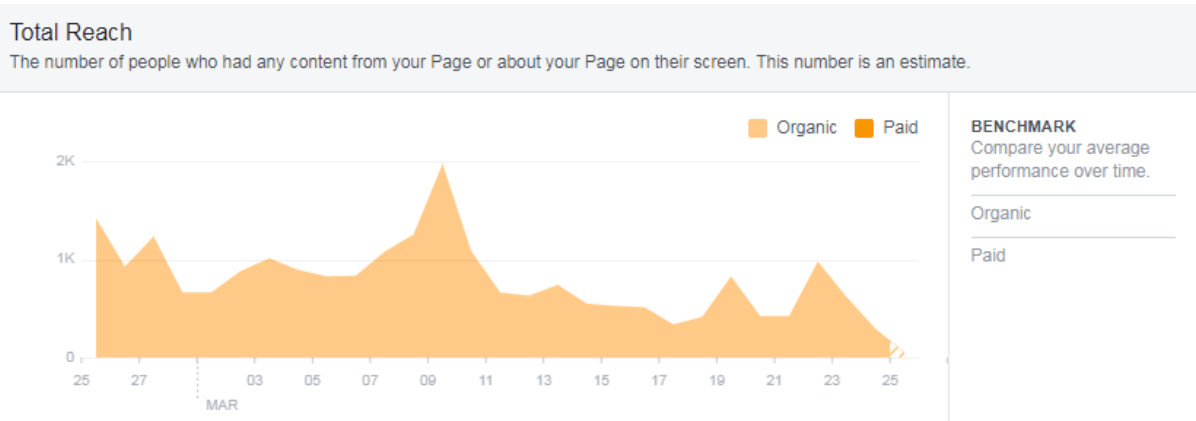 Total Reach
The number of people who had any content from your Page or about your Page on their screen. This number is an estimate.
Organic Paid
BENCHMARK
Compare your average
performance over time.
Organic
Paid
2K
1K
0
25 27 03 05 07 09 11 13 15 17 19 21 23 25
MAR